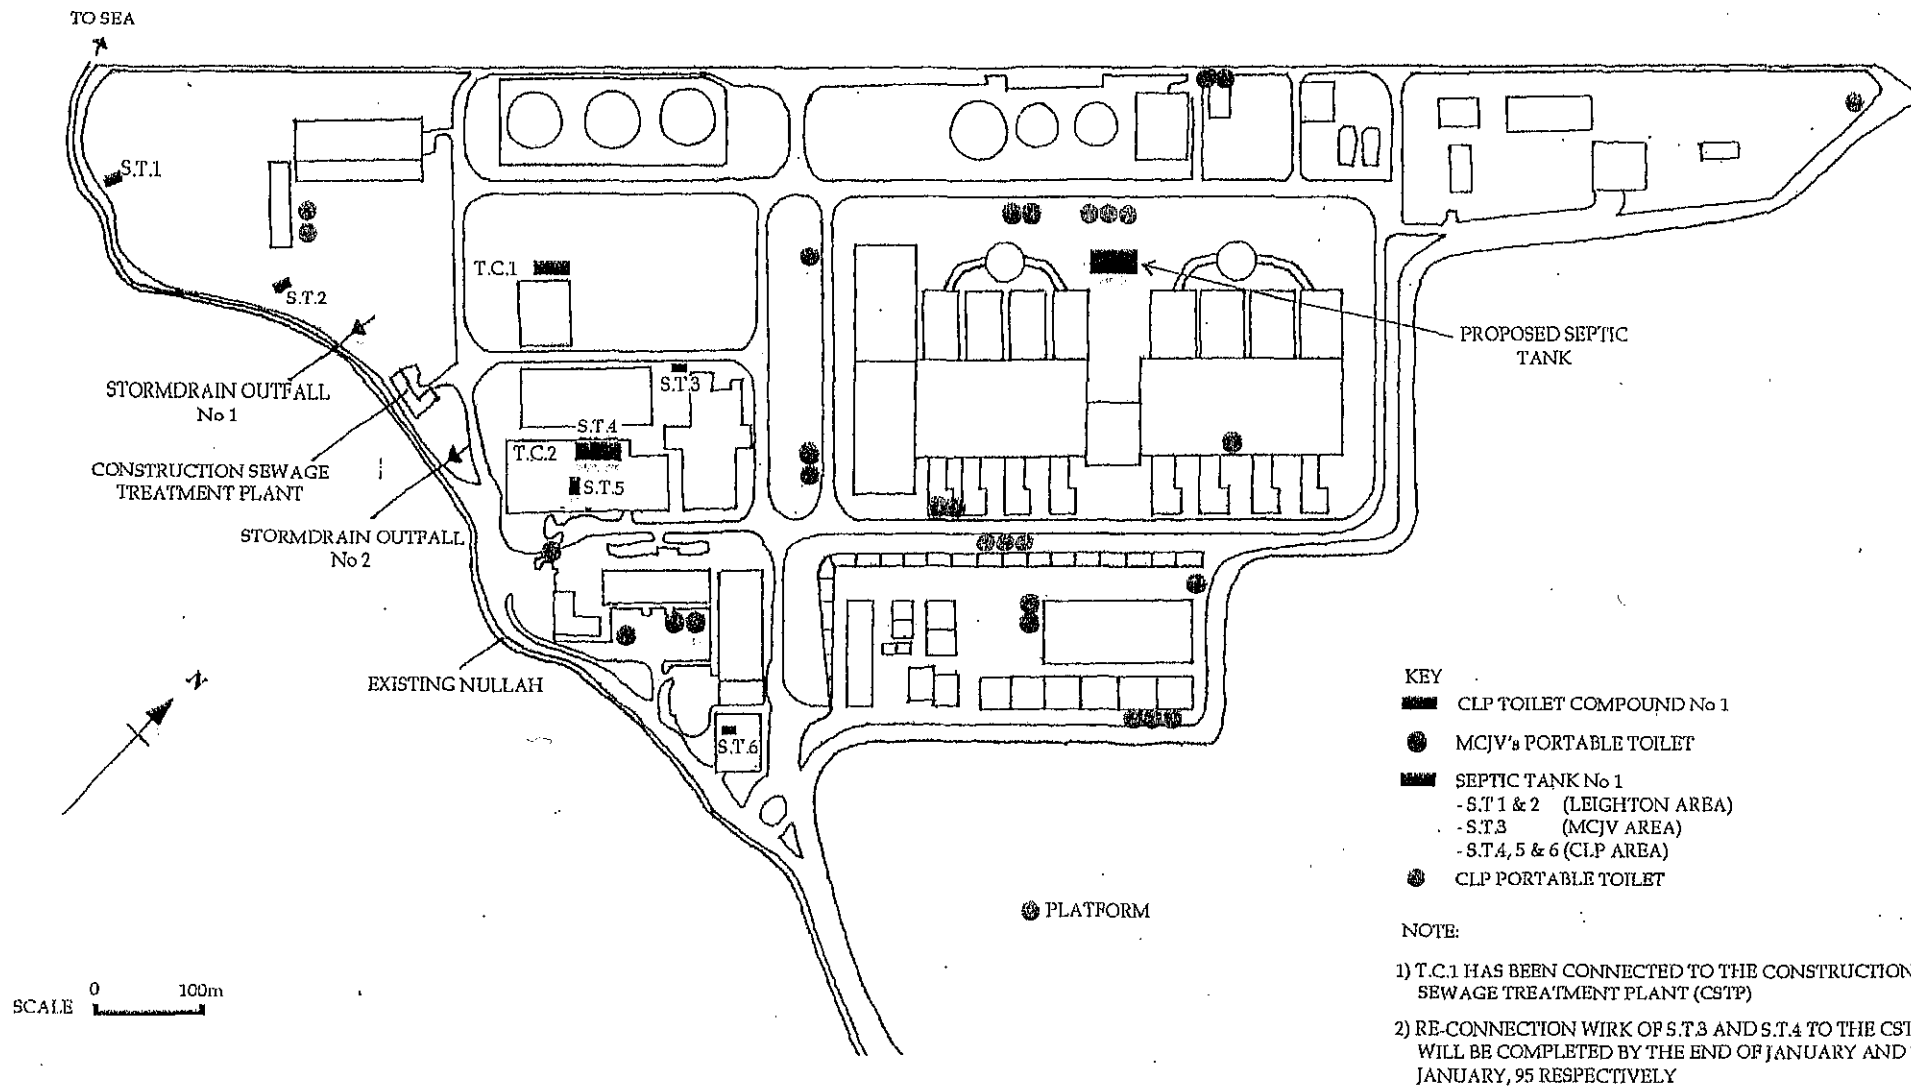 TO SEA
S.T.1
S.T.2
T.C.1
STORMDRAIN OUTFALL
No 1
CONSTRUCTION SEWAGE
TREATMENT PLANT
STORMDRAIN OUTFALL
No 2
S.T.3
S.T.4
T.C.2
S.T.5
EXISTING NULLAH
S.T.6
PROPOSED SEPTIC
TANK
N
PLATFORM
SCALE 0 100m
KEY
CLP TOILET COMPOUND No 1
MCJV's PORTABLE TOILET
SEPTIC TANK No 1
- S.T 1 & 2 (LEIGHTON AREA)
- S.T.3 (MCJV AREA)
- S.T.4, 5 & 6 (CLP AREA)
CLP PORTABLE TOILET
NOTE:
1) T.C.1 HAS BEEN CONNECTED TO THE CONSTRUCTION
SEWAGE TREATMENT PLANT (CSTP)
2) RE-CONNECTION WIRK OF S.T.3 AND S.T.4 TO THE CST
WILL BE COMPLETED BY THE END OF JANUARY AND
JANUARY, 95 RESPECTIVELY